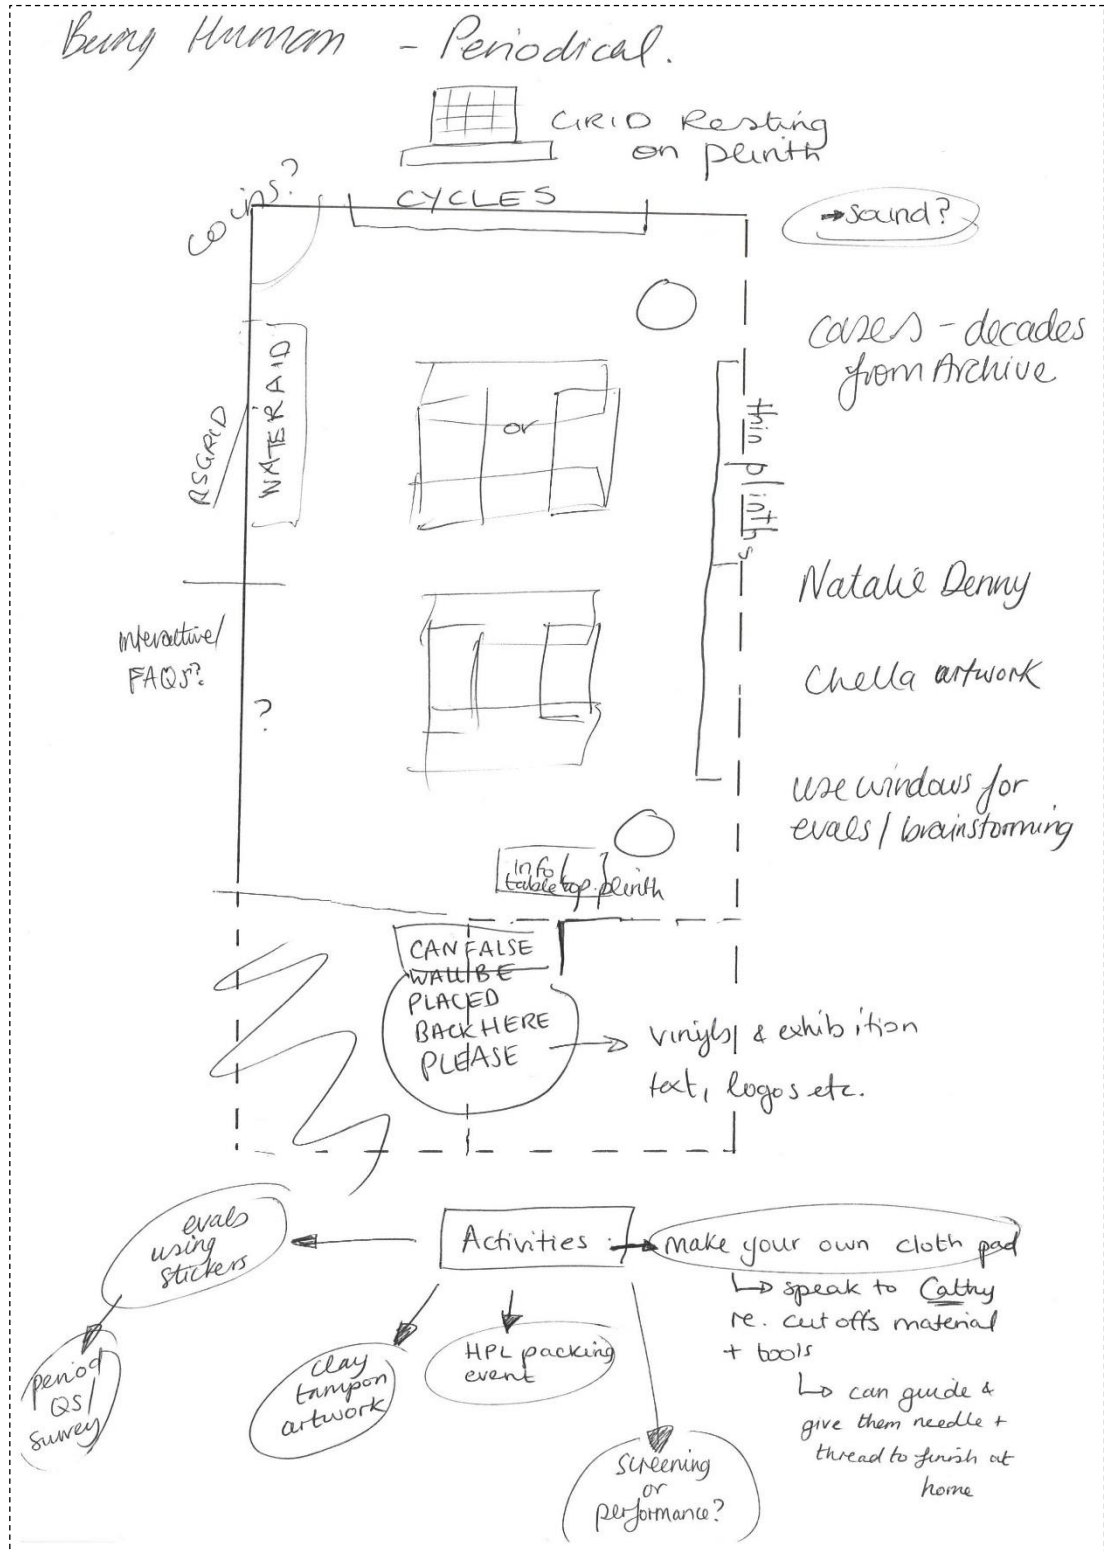 Being Human - Periodical.
GRID Resting
on plinth
coins?
CYCLES
→sound?
cases - decades
from Archive
WATERAID
RSGRID
or
thin plinths
Natalie Denny
Interactive/
FAQs?
?
Chella artwork
use windows for
evals / brainstorming
info/
tabletop.plinth
CAN FALSE
WALL BE
PLACED
BACK HERE
PLEASE
→ vinyls & exhibition
text, logos etc.
evals
using
stickers
Activities
make your own cloth pad
↳ speak to Cathy
re. cut offs material
+ tools
↳ can guide &
give them needle +
thread to finish at
home
period
QS/
survey
clay
tampon
artwork
HPL packing
event
screening
or
performance?